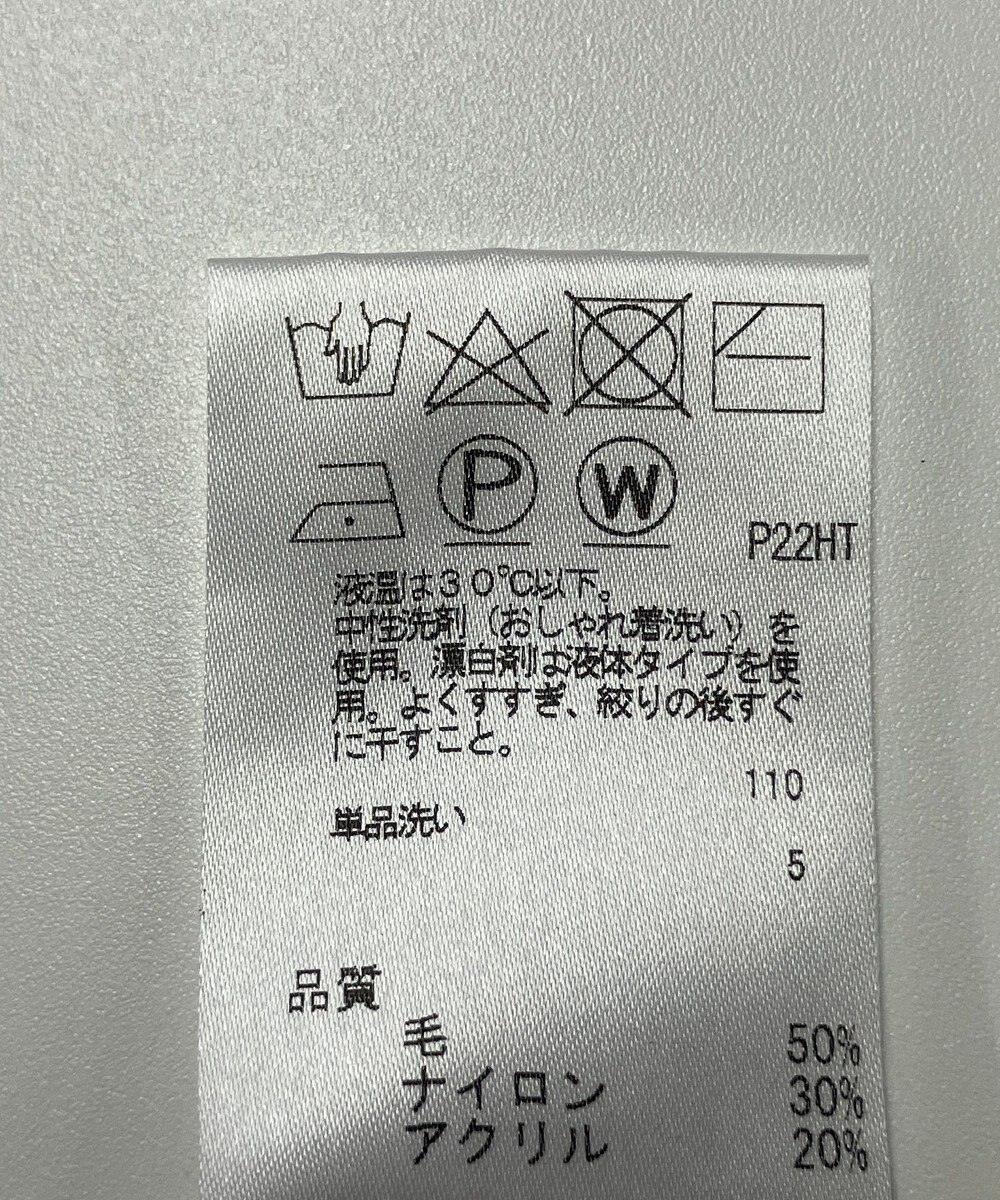 P
W
P22HT
液温は30℃以下。
中性洗剤(おしゃれ着洗い)を
使用。漂白剤は液体タイプを使
用。よくすすぎ、絞りの後すぐ
に干すこと。
110
単品洗い
5
品質
毛 50%
ナイロン 30%
アクリル 20%